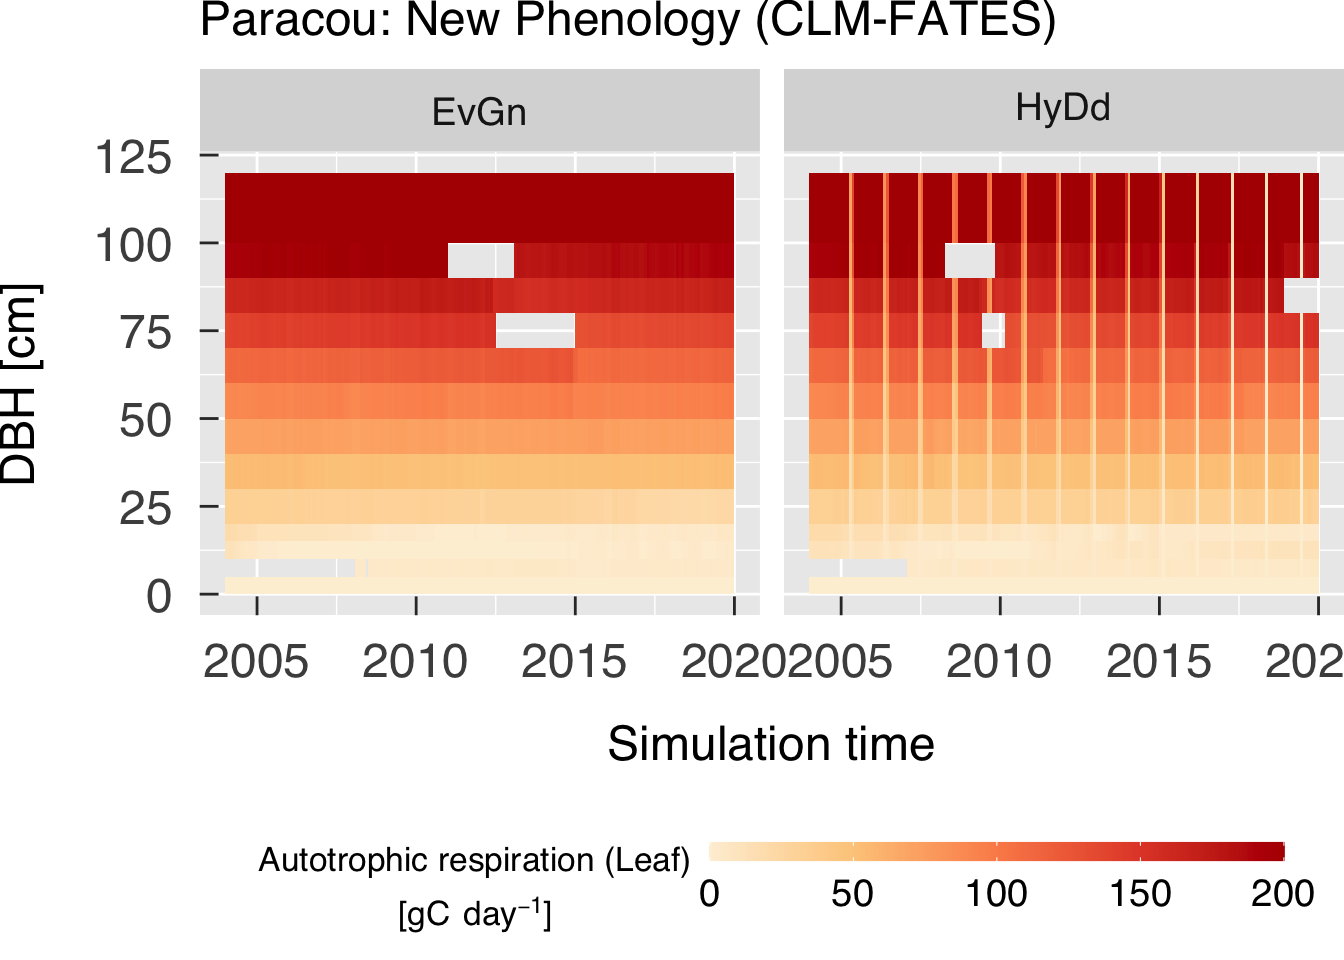 Paracou: New Phenology (CLM-FATES)
EvGn
HyDd
DBH [cm]
125
100
75
50
25
0
2005 2010 2015 2020
2005 2010 2015 202
Simulation time
Autotrophic respiration (Leaf)
[gC day⁻¹]
0 50 100 150 200